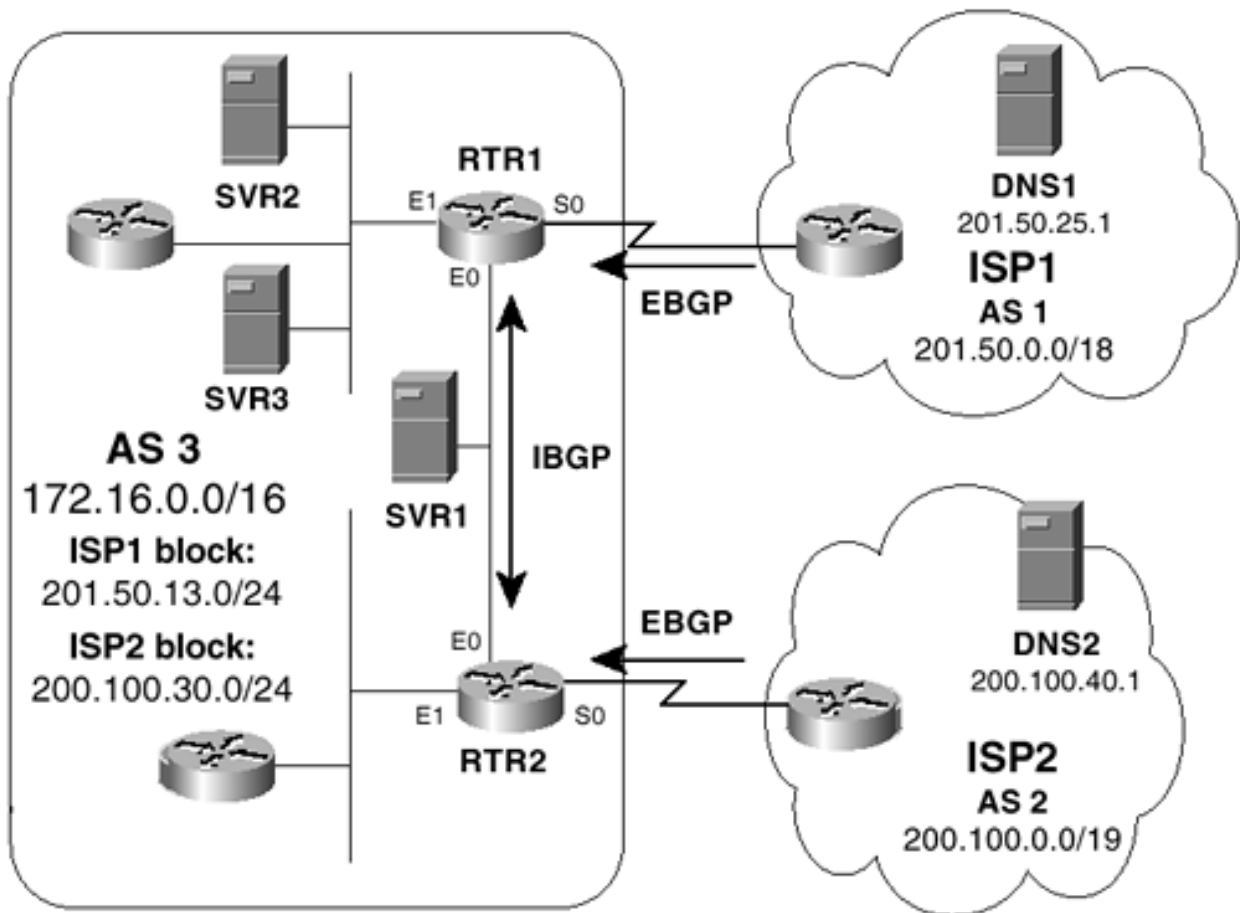 SVR2
RTR1
E1
S0
E0
SVR3
AS 3
172.16.0.0/16
ISP1 block:
201.50.13.0/24
ISP2 block:
200.100.30.0/24
SVR1
IBGP
EBGP
DNS1
201.50.25.1
ISP1
AS 1
201.50.0.0/18
EBGP
E0
E1
S0
RTR2
DNS2
200.100.40.1
ISP2
AS 2
200.100.0.0/19